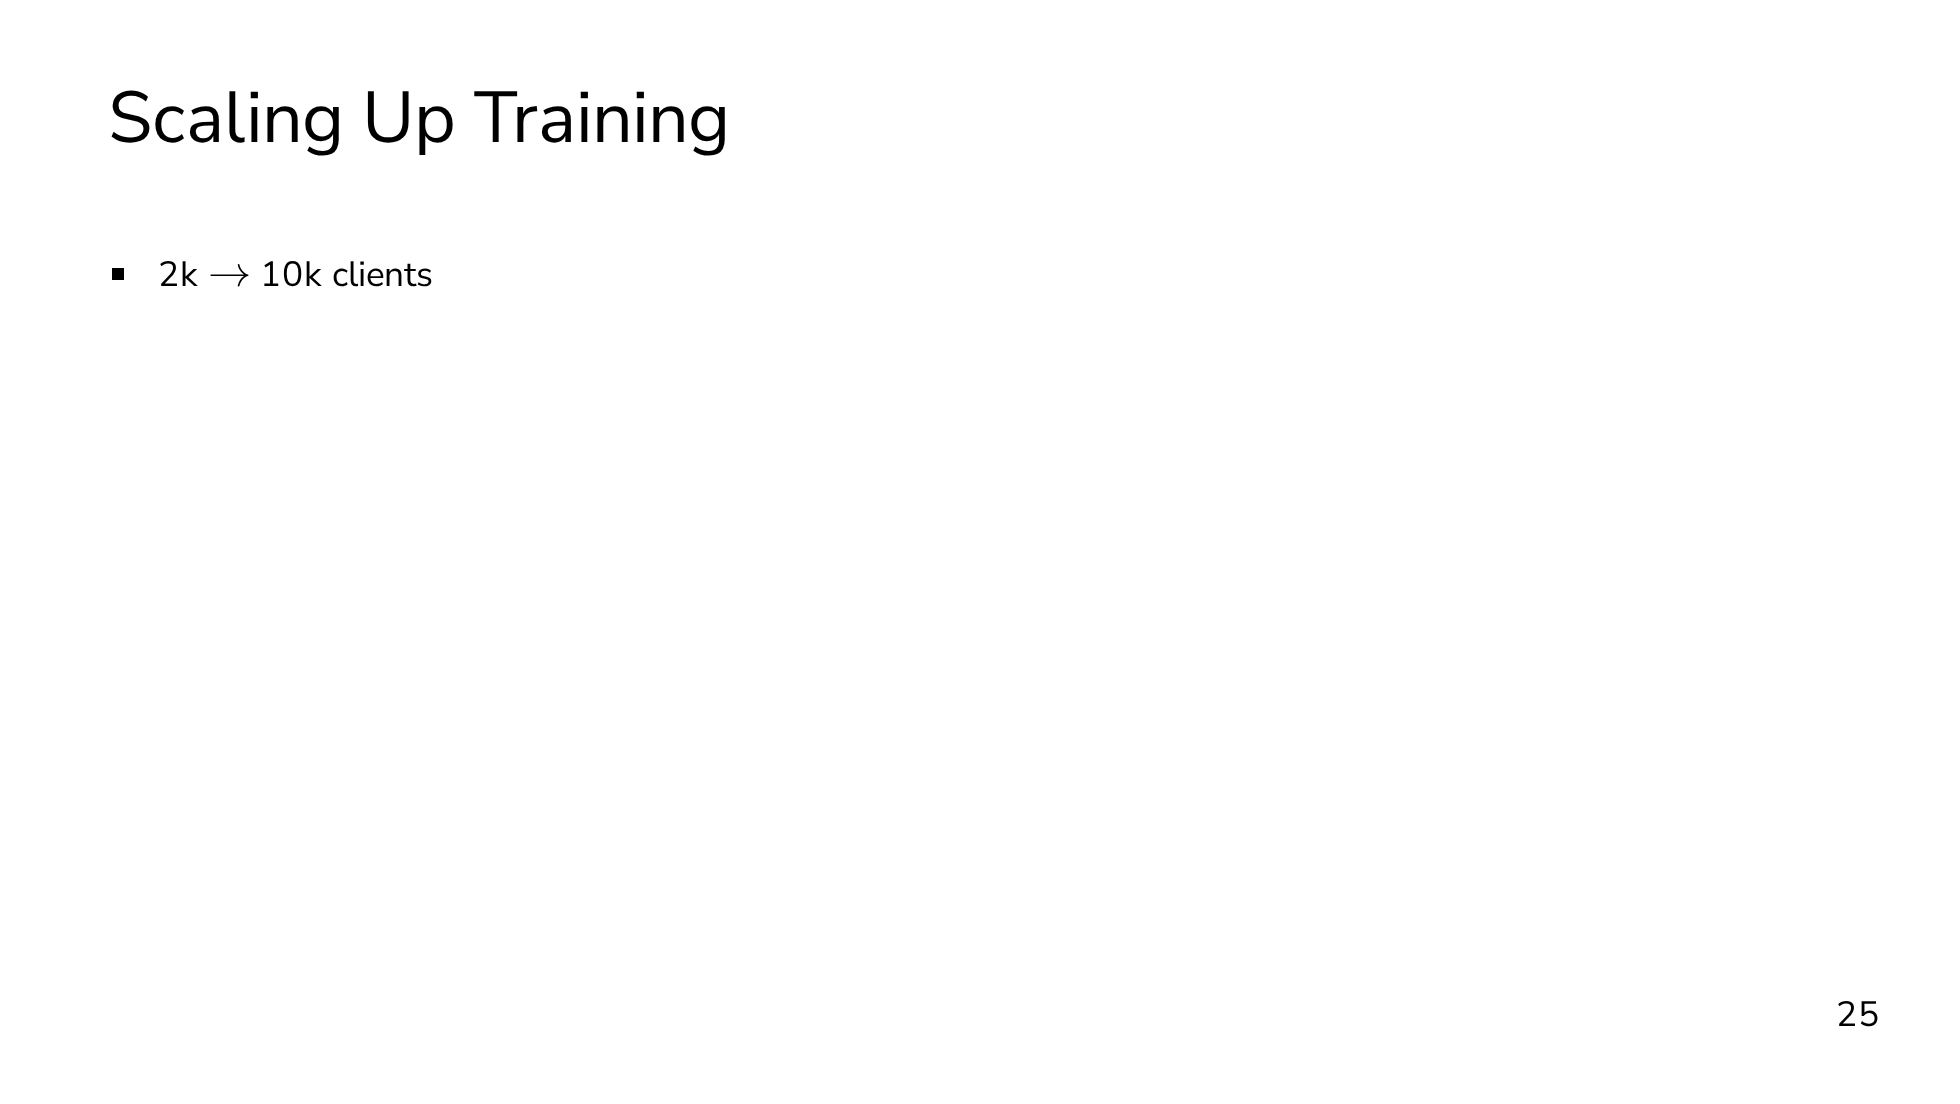 Scaling Up Training
▪ 2k → 10k clients
25